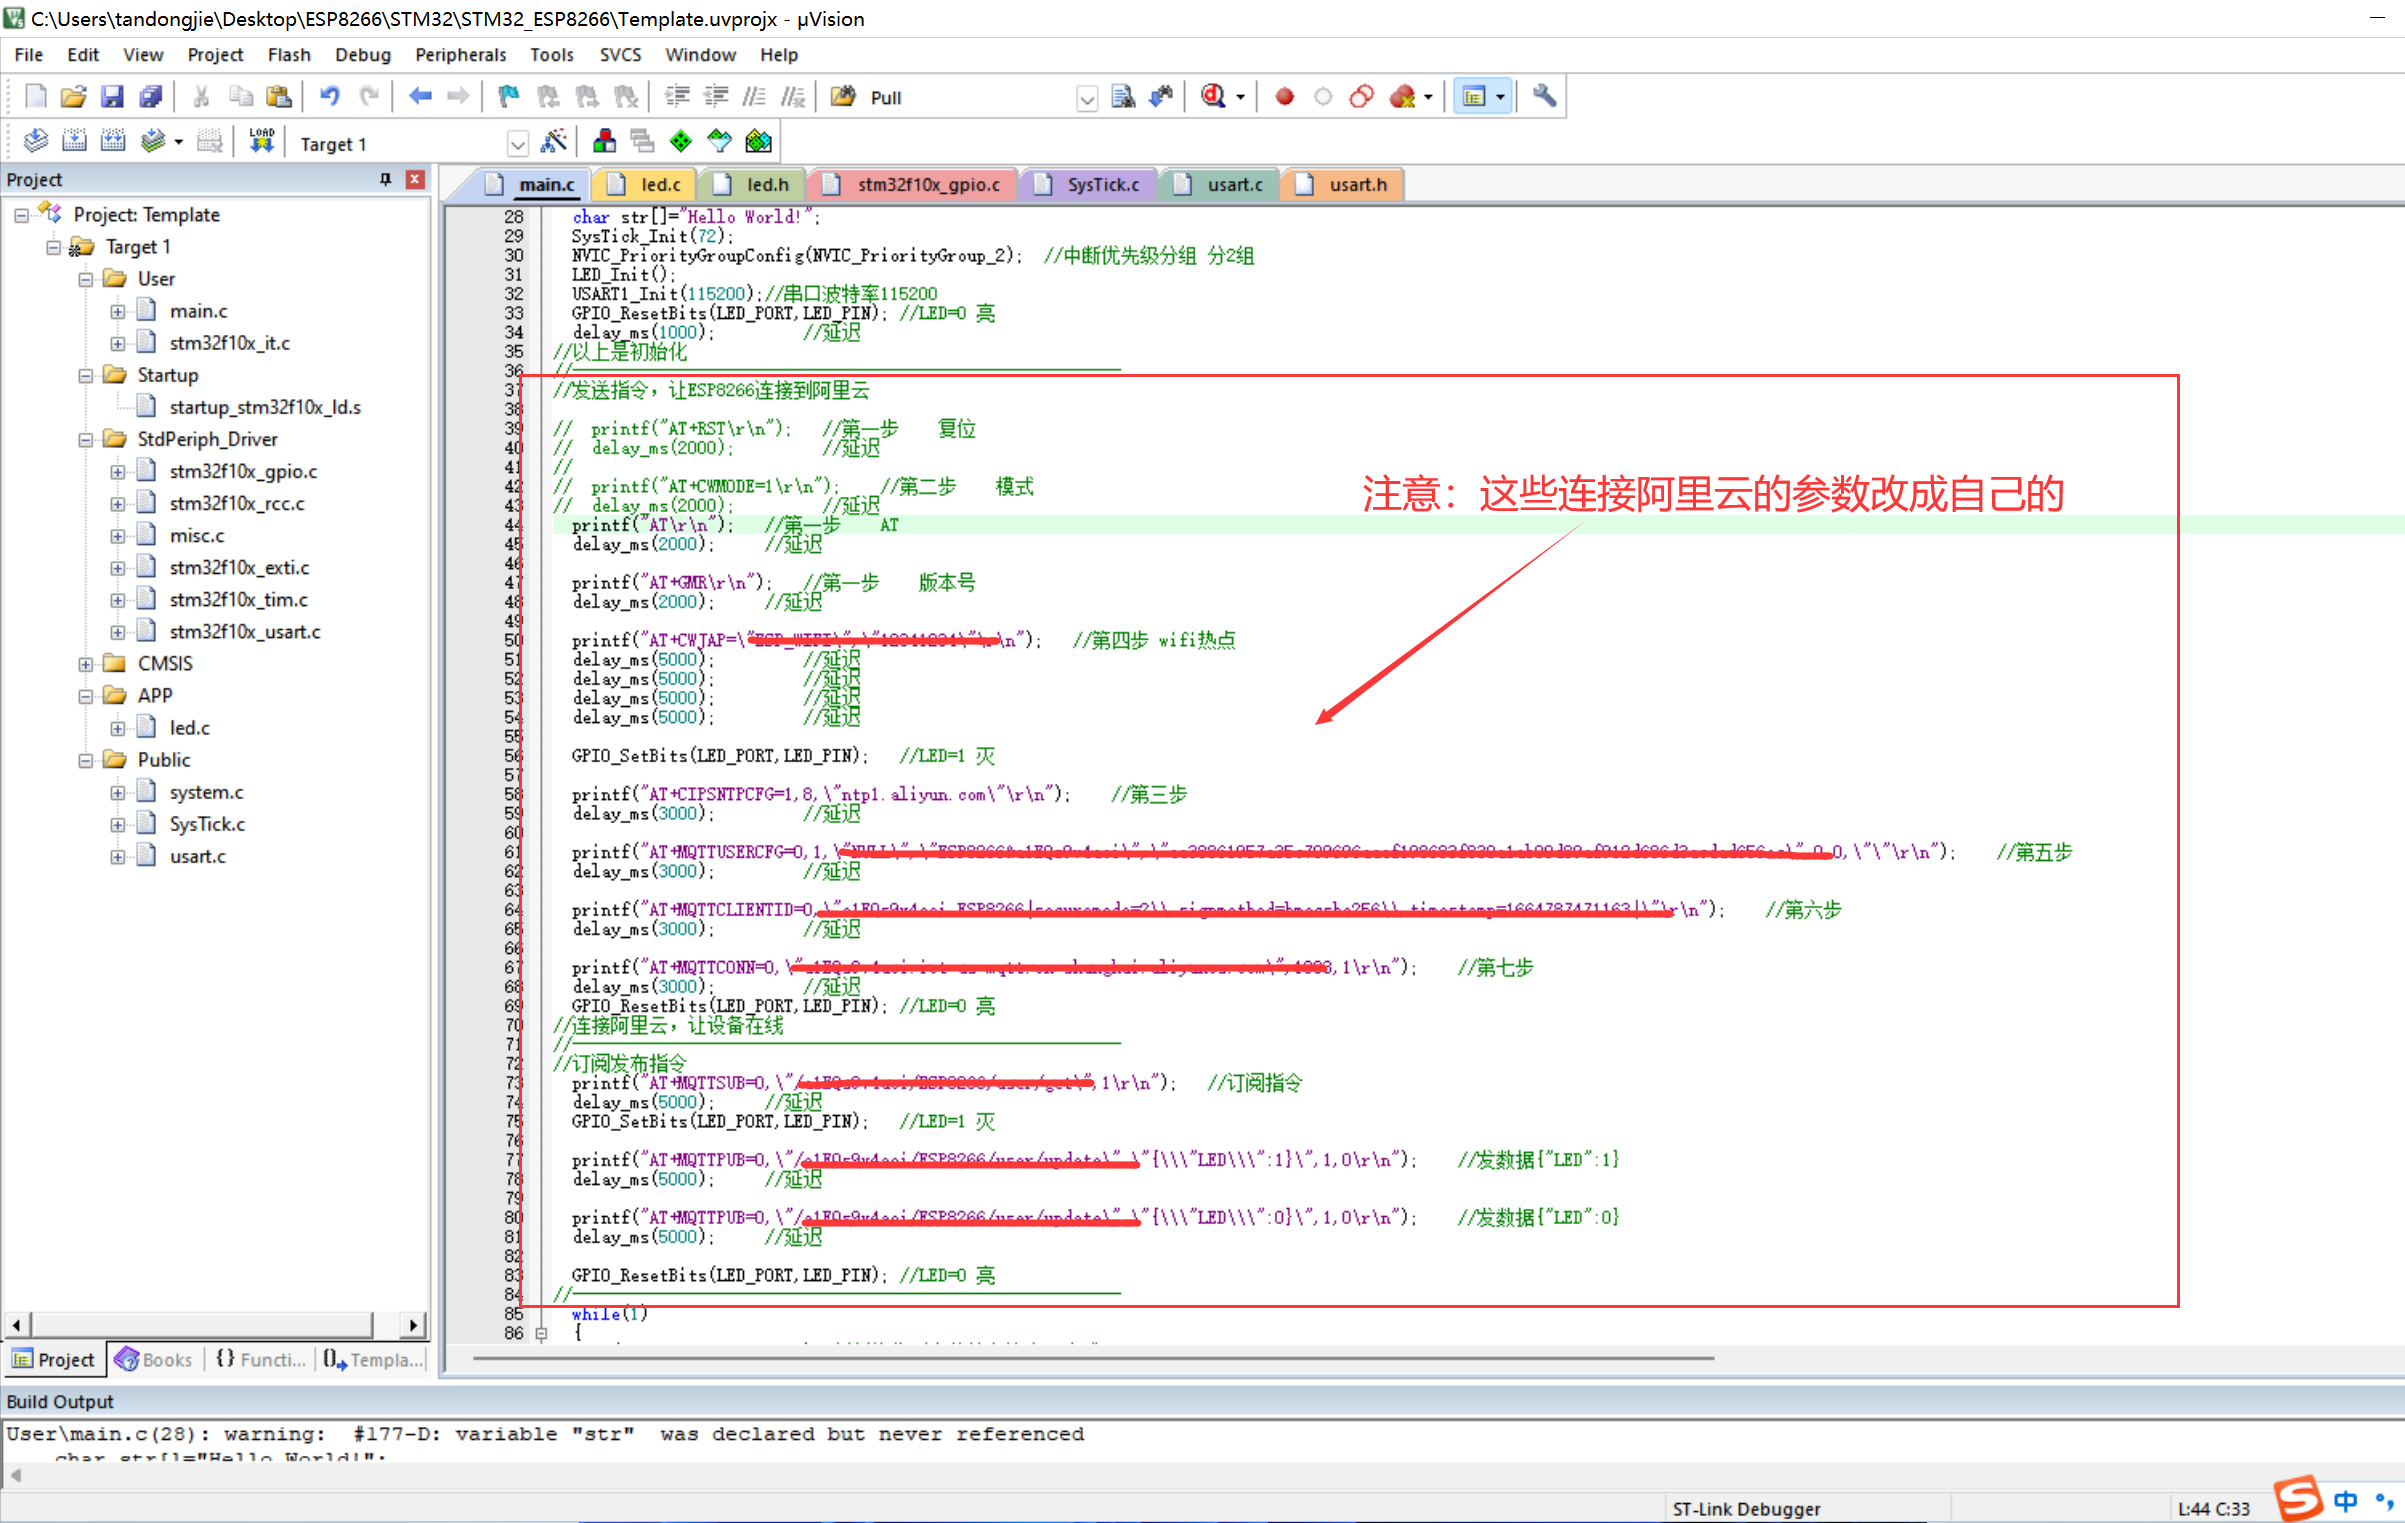 C:\Users\tandongjie\Desktop\ESP8266\STM32\STM32_ESP8266\Template.uvprojx - µVision
File Edit View Project Flash Debug Peripherals Tools SVCS Window Help
Pull
LOAD Target 1
Project
main.c led.c led.h stm32f10x_gpio.c SysTick.c usart.c usart.h
Project: Template
Target 1
User
main.c
stm32f10x_it.c
Startup
startup_stm32f10x_ld.s
StdPeriph_Driver
stm32f10x_gpio.c
stm32f10x_rcc.c
misc.c
stm32f10x_exti.c
stm32f10x_tim.c
stm32f10x_usart.c
CMSIS
APP
led.c
Public
system.c
SysTick.c
usart.c
Project Books {} Functi... Templa...
28 char str[]="Hello World!";
29 SysTick_Init(72);
30 NVIC_PriorityGroupConfig(NVIC_PriorityGroup_2); //中断优先级分组 分2组
31 LED_Init();
32 USART1_Init(115200);//串口波特率115200
33 GPIO_ResetBits(LED_PORT,LED_PIN); //LED=0 亮
34 delay_ms(1000); //延迟
35 //以上是初始化
36 //
37 //发送指令，让ESP8266连接到阿里云
38
39 // printf("AT+RST\r\n"); //第一步 复位
40 // delay_ms(2000); //延迟
41 //
42 // printf("AT+CWMODE=1\r\n"); //第二步 模式
43 // delay_ms(2000); //延迟
44 printf("AT\r\n"); //第一步 AT
45 delay_ms(2000); //延迟
46
47 printf("AT+GMR\r\n"); //第一步 版本号
48 delay_ms(2000); //延迟
49
50 printf("AT+CWJAP=\ \n"); //第四步 wifi热点
51 delay_ms(5000); //延迟
52 delay_ms(5000); //延迟
53 delay_ms(5000); //延迟
54 delay_ms(5000); //延迟
55
56 GPIO_SetBits(LED_PORT,LED_PIN); //LED=1 灭
57
58 printf("AT+CIPSNTPCFG=1,8,\"ntp1.aliyun.com\"\r\n"); //第三步
59 delay_ms(3000); //延迟
60
61 printf("AT+MQTTUSERCFG=0,1,\ 0,\"\"\r\n"); //第五步
62 delay_ms(3000); //延迟
63
64 printf("AT+MQTTCLIENTID=0, \r\n"); //第六步
65 delay_ms(3000); //延迟
66
67 printf("AT+MQTTCONN=0,\ ,1\r\n"); //第七步
68 delay_ms(3000); //延迟
69 GPIO_ResetBits(LED_PORT,LED_PIN); //LED=0 亮
70 //连接阿里云，让设备在线
71 //
72 //订阅发布指令
73 printf("AT+MQTTSUB=0,\"/ ,1\r\n"); //订阅指令
74 delay_ms(5000); //延迟
75 GPIO_SetBits(LED_PORT,LED_PIN); //LED=1 灭
76
77 printf("AT+MQTTPUB=0,\"/ \"{\\\"LED\\\":1}\",1,0\r\n"); //发数据{"LED":1}
78 delay_ms(5000); //延迟
79
80 printf("AT+MQTTPUB=0,\"/ \"{\\\"LED\\\":0}\",1,0\r\n"); //发数据{"LED":0}
81 delay_ms(5000); //延迟
82
83 GPIO_ResetBits(LED_PORT,LED_PIN); //LED=0 亮
84 //
85 while(1)
86 {
注意：这些连接阿里云的参数改成自己的
Build Output
User\main.c(28): warning: #177-D: variable "str" was declared but never referenced
char str[]="Hello World!";
ST-Link Debugger
L:44 C:33
中